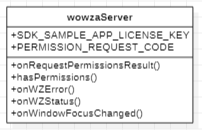 wowzaServer
+SDK_SAMPLE_APP_LICENSE_KEY
+PERMISSION_REQUEST_CODE
+onRequestPermissionsResult()
+hasPermissions()
+onWZError()
+onWZStatus()
+onWindowFocusChanged()